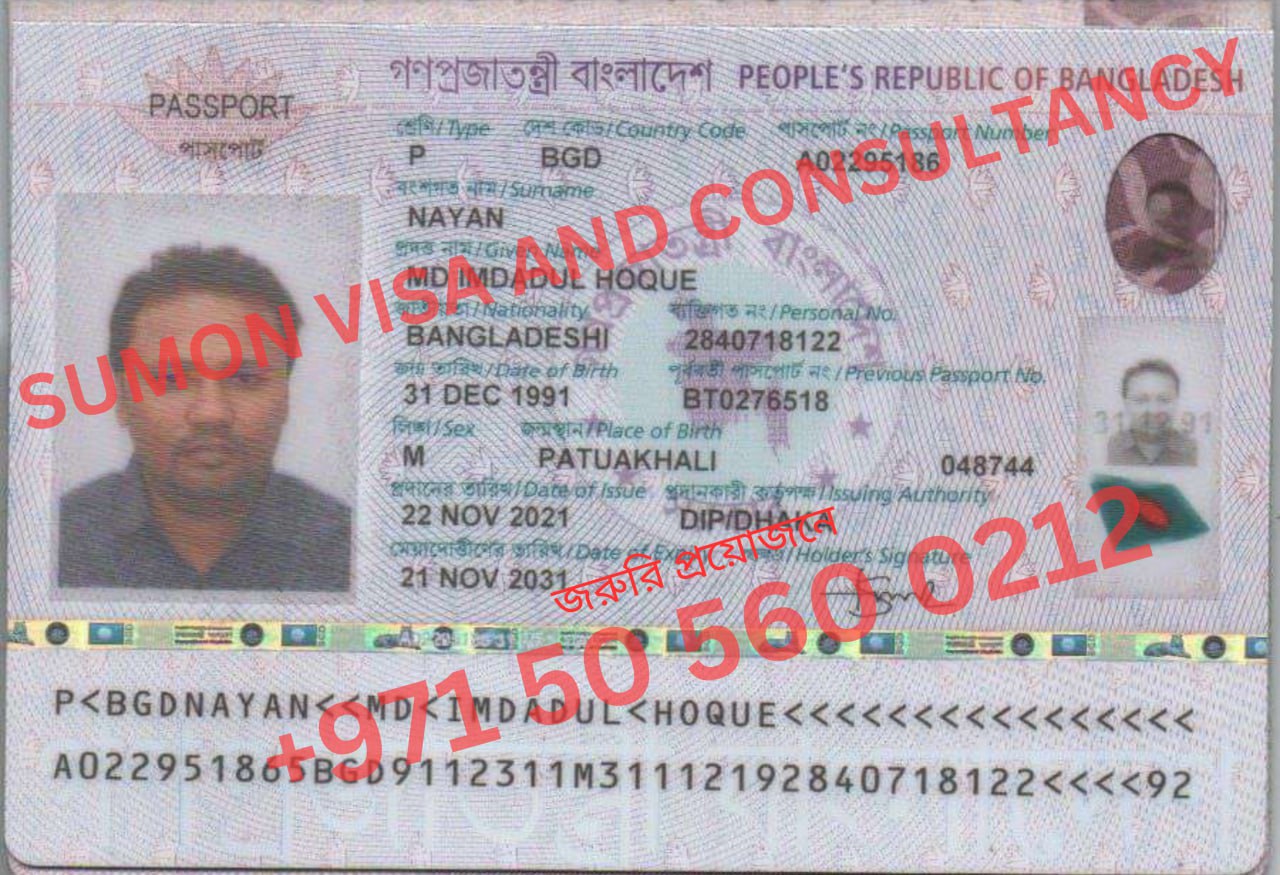 গণপ্রজাতন্ত্রী বাংলাদেশ PEOPLE'S REPUBLIC OF BANGLADESH
PASSPORT
পাসপোর্ট
শ্রেণি/Type দেশ কোড/Country Code পাসপোর্ট নং/Passport Number
P BGD A02295186
বংশগত নাম/Surname
NAYAN
প্রদত্ত নাম/Given Name
MD IMDADUL HOQUE
জাতীয়তা/Nationality ব্যক্তিগত নং/Personal No.
BANGLADESHI 2840718122
জন্ম তারিখ/Date of Birth পূর্ববর্তী পাসপোর্ট নং/Previous Passport No.
31 DEC 1991 BT0276518
31.12.91
লিঙ্গ/Sex জন্মস্থান/Place of Birth
M PATUAKHALI 048744
প্রদানের তারিখ/Date of Issue প্রদানকারী কর্তৃপক্ষ/Issuing Authority
22 NOV 2021 DIP/DHAKA
মেয়াদোত্তীর্ণের তারিখ/Date of /Holder's Signature
21 NOV 2031
SUMON VISA AND CONSULTANCY
জরুরি প্রয়োজনে
+971 50 560 0212
P<BGDNAYAN<<MD<IMDADUL<HOQUE<<<<<<<<<<<<<<<<<
A022951865BGD9112311M31112192840718122<<<<92